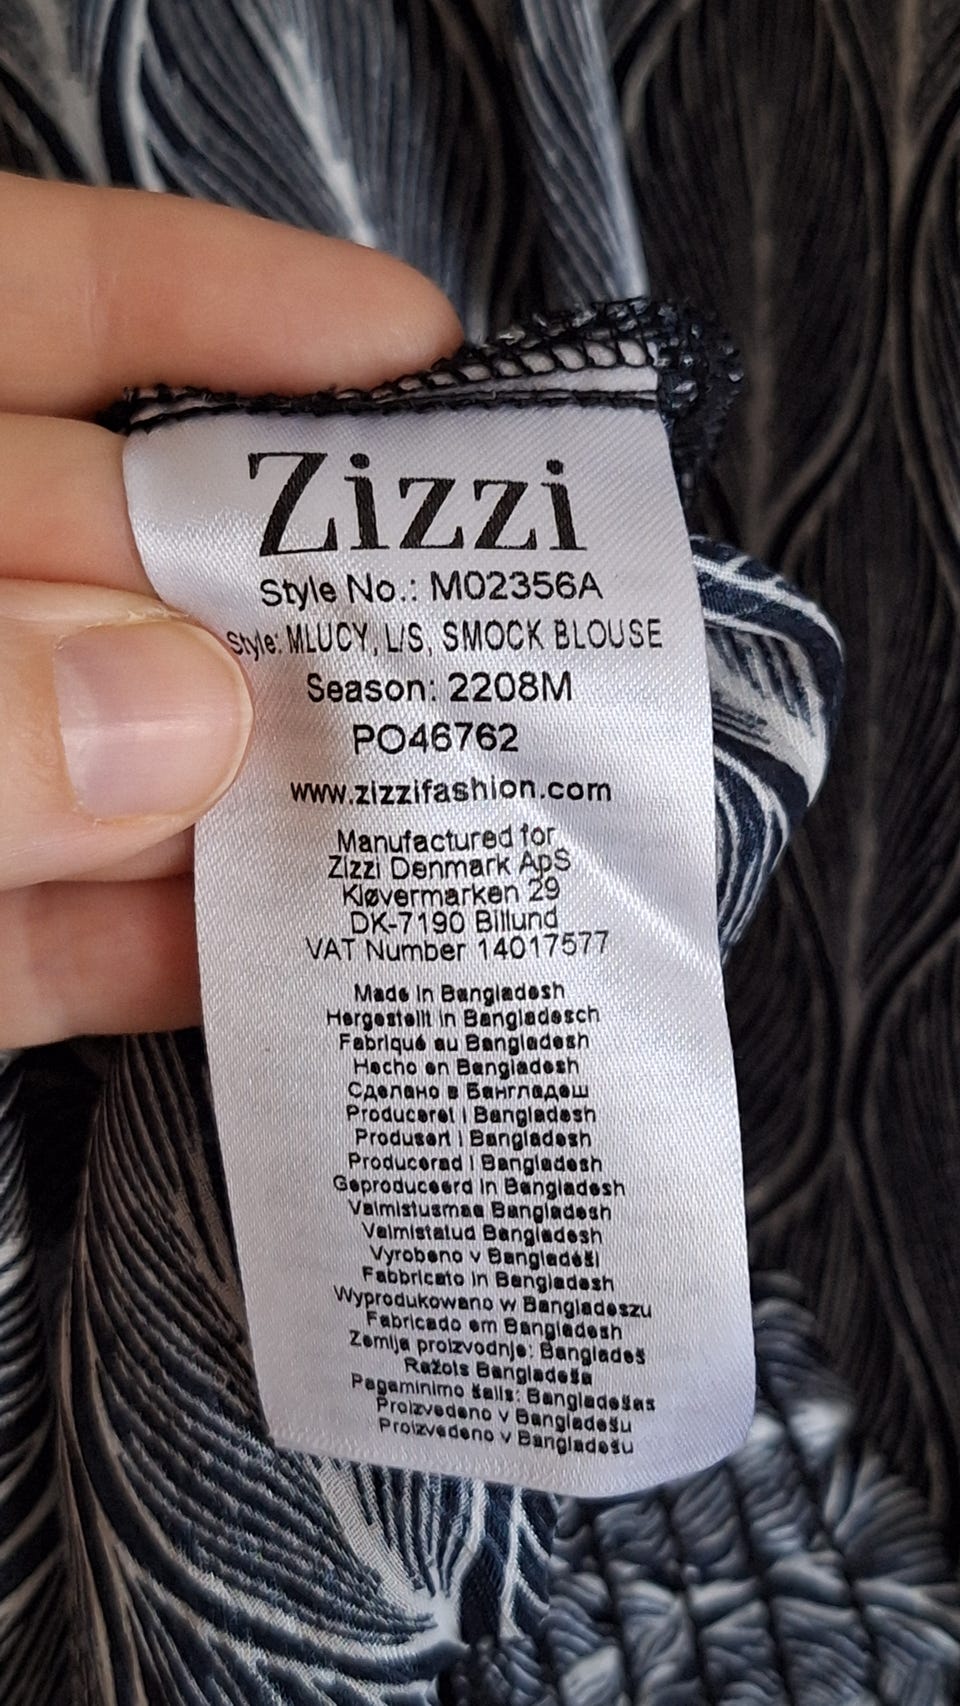 Zizzi
Style No.: M02356A
Style: MLUCY, L/S, SMOCK BLOUSE
Season: 2208M
PO46762
www.zizzifashion.com
Manufactured for
Zizzi Denmark ApS
Kløvermarken 29
DK-7190 Billund
VAT Number 14017577
Made in Bangladesh
Hergestellt in Bangladesch
Fabriqué au Bangladesh
Hecho en Bangladesh
Сделано в Бангладеш
Produceret i Bangladesh
Produsert i Bangladesh
Producerad i Bangladesh
Geproduceerd in Bangladesh
Valmistusmaa Bangladesh
Valmistatud Bangladesh
Vyrobeno v Bangladéši
Fabbricato in Bangladesh
Wyprodukowano w Bangladeszu
Fabricado em Bangladesh
Zemlja proizvodnje: Bangladeš
Ražots Bangladeša
Pagaminimo šalis: Bangladešas
Proizvedeno v Bangladešu
Proizvedeno v Bangladešu